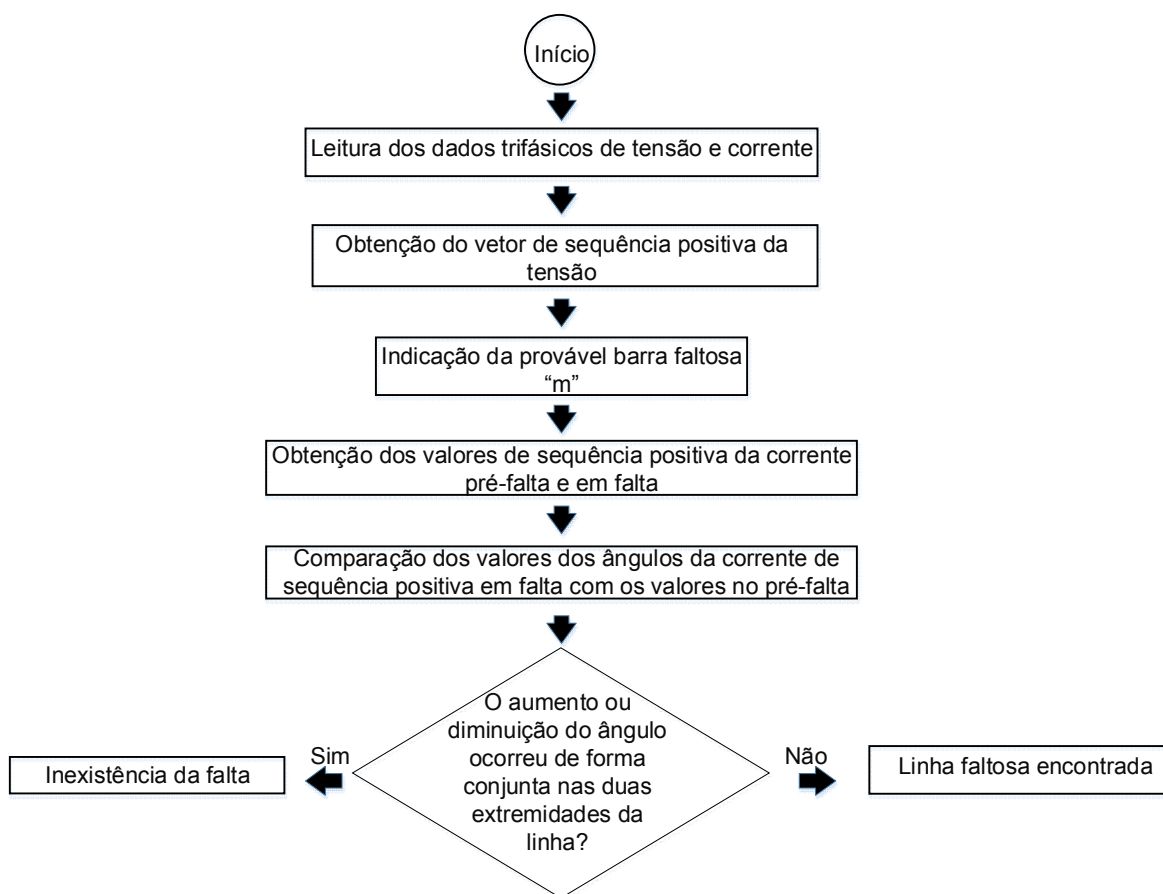 Início
Leitura dos dados trifásicos de tensão e corrente
Obtenção do vetor de sequência positiva da
tensão
Indicação da provável barra faltosa
“m”
Obtenção dos valores de sequência positiva da corrente
pré-falta e em falta
Comparação dos valores dos ângulos da corrente de
sequência positiva em falta com os valores no pré-falta
O aumento ou
diminuição do ângulo
ocorreu de forma
conjunta nas duas
extremidades da
linha?
Sim
Inexistência da falta
Não
Linha faltosa encontrada